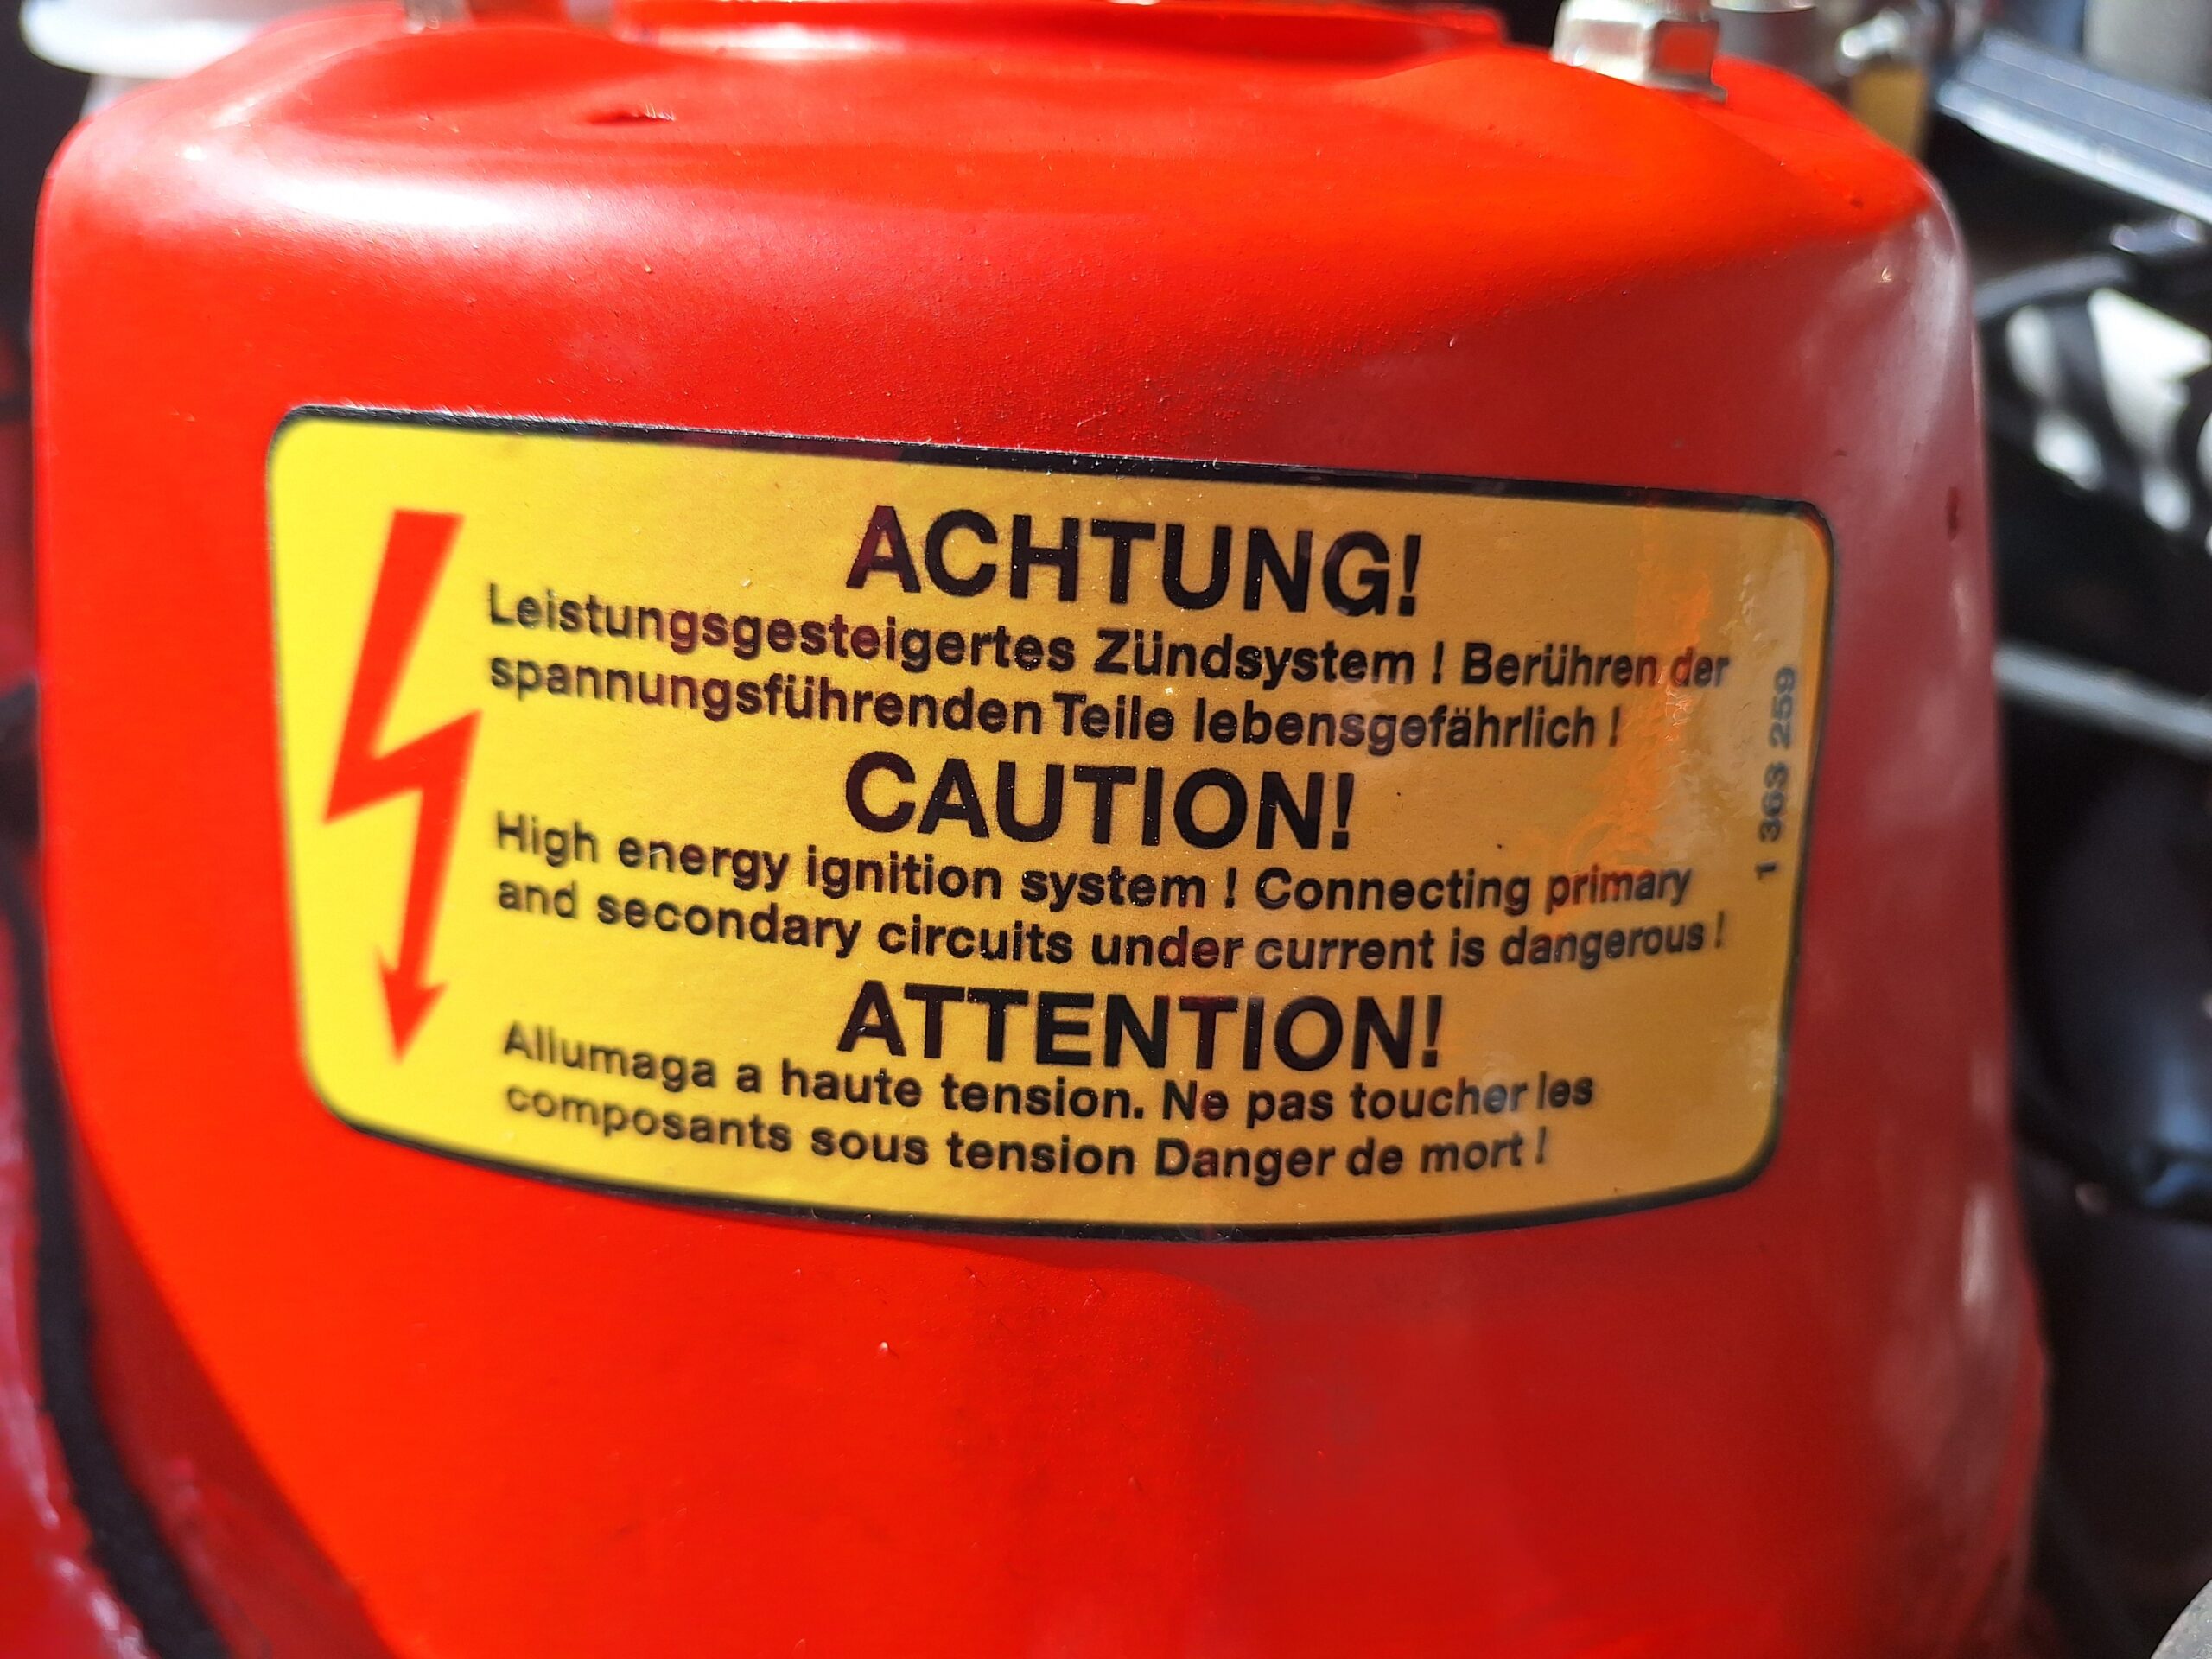 ACHTUNG!
Leistungsgesteigertes Zündsystem ! Berühren der
spannungsführenden Teile lebensgefährlich !
CAUTION!
High energy ignition system ! Connecting primary
and secondary circuits under current is dangerous !
ATTENTION!
Allumaga a haute tension. Ne pas toucher les
composants sous tension Danger de mort !
1 363 259